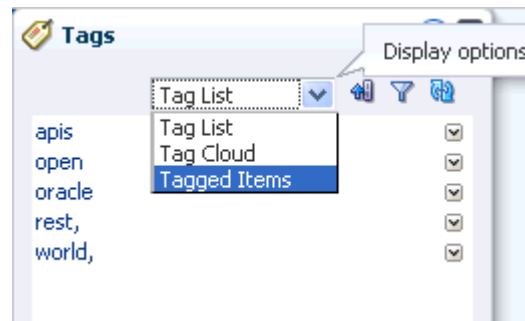 Tags
Display options
Tag List
Tag List
Tag Cloud
Tagged Items
apis
open
oracle
rest,
world,